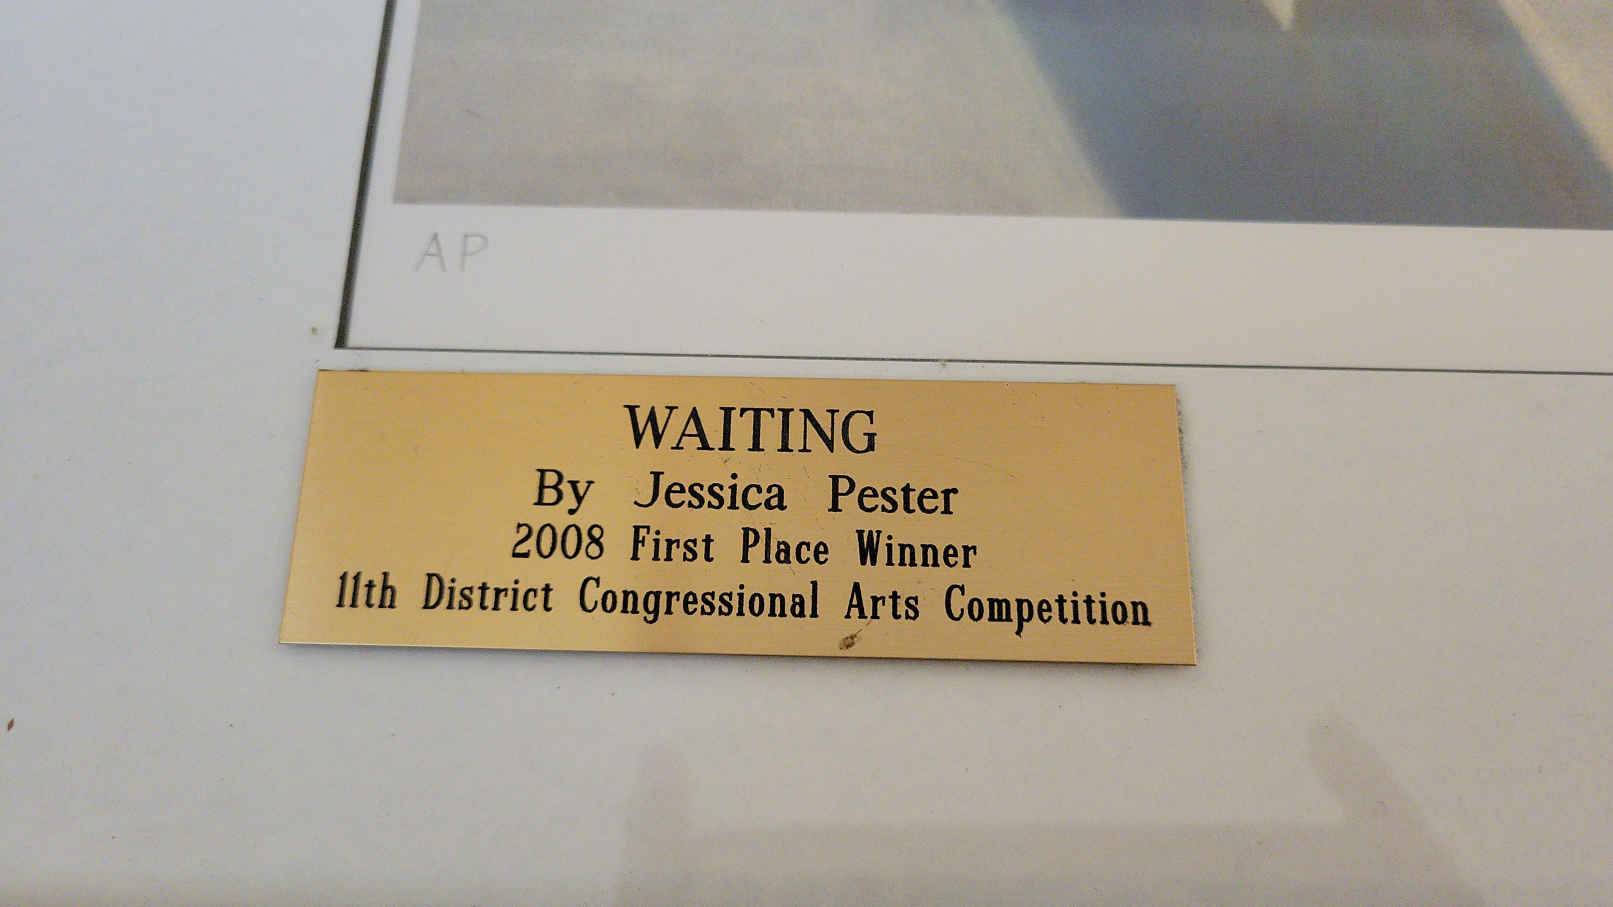 AP
WAITING
By Jessica Pester
2008 First Place Winner
11th District Congressional Arts Competition